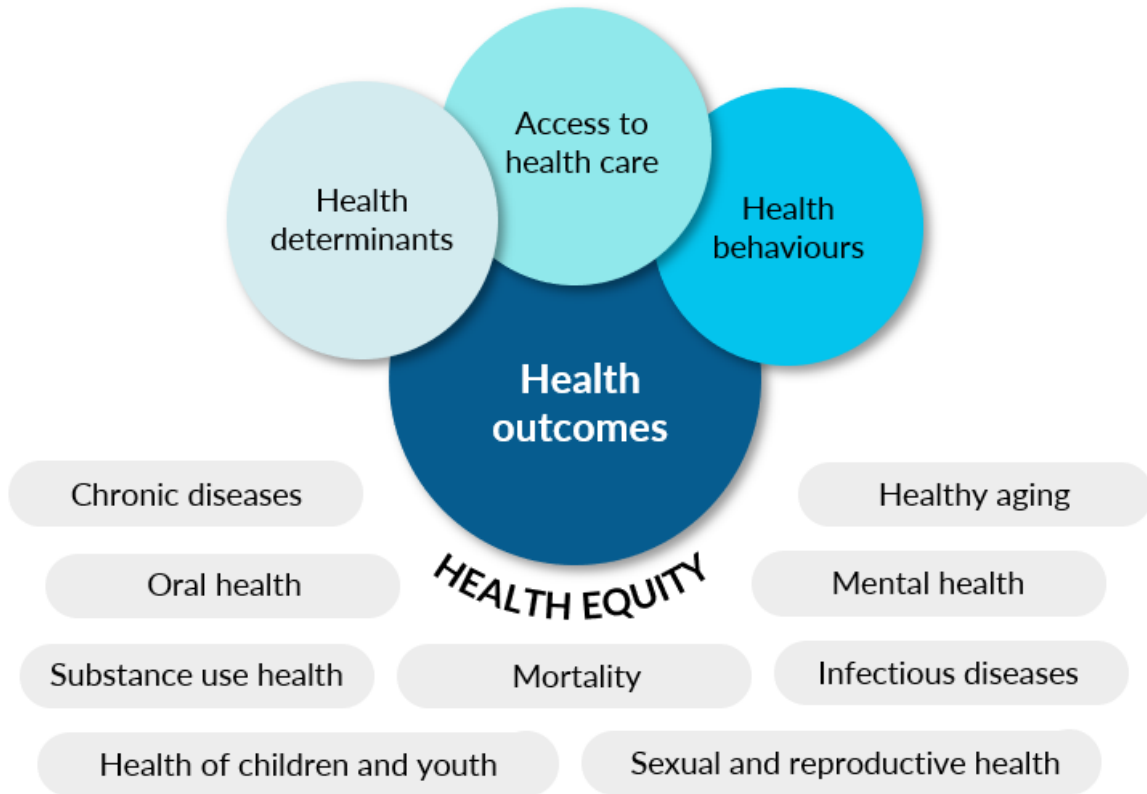 Access to
health care
Health
determinants
Health
behaviours
Health
outcomes
HEALTH EQUITY
Chronic diseases
Healthy aging
Oral health
Mental health
Substance use health
Mortality
Infectious diseases
Health of children and youth
Sexual and reproductive health